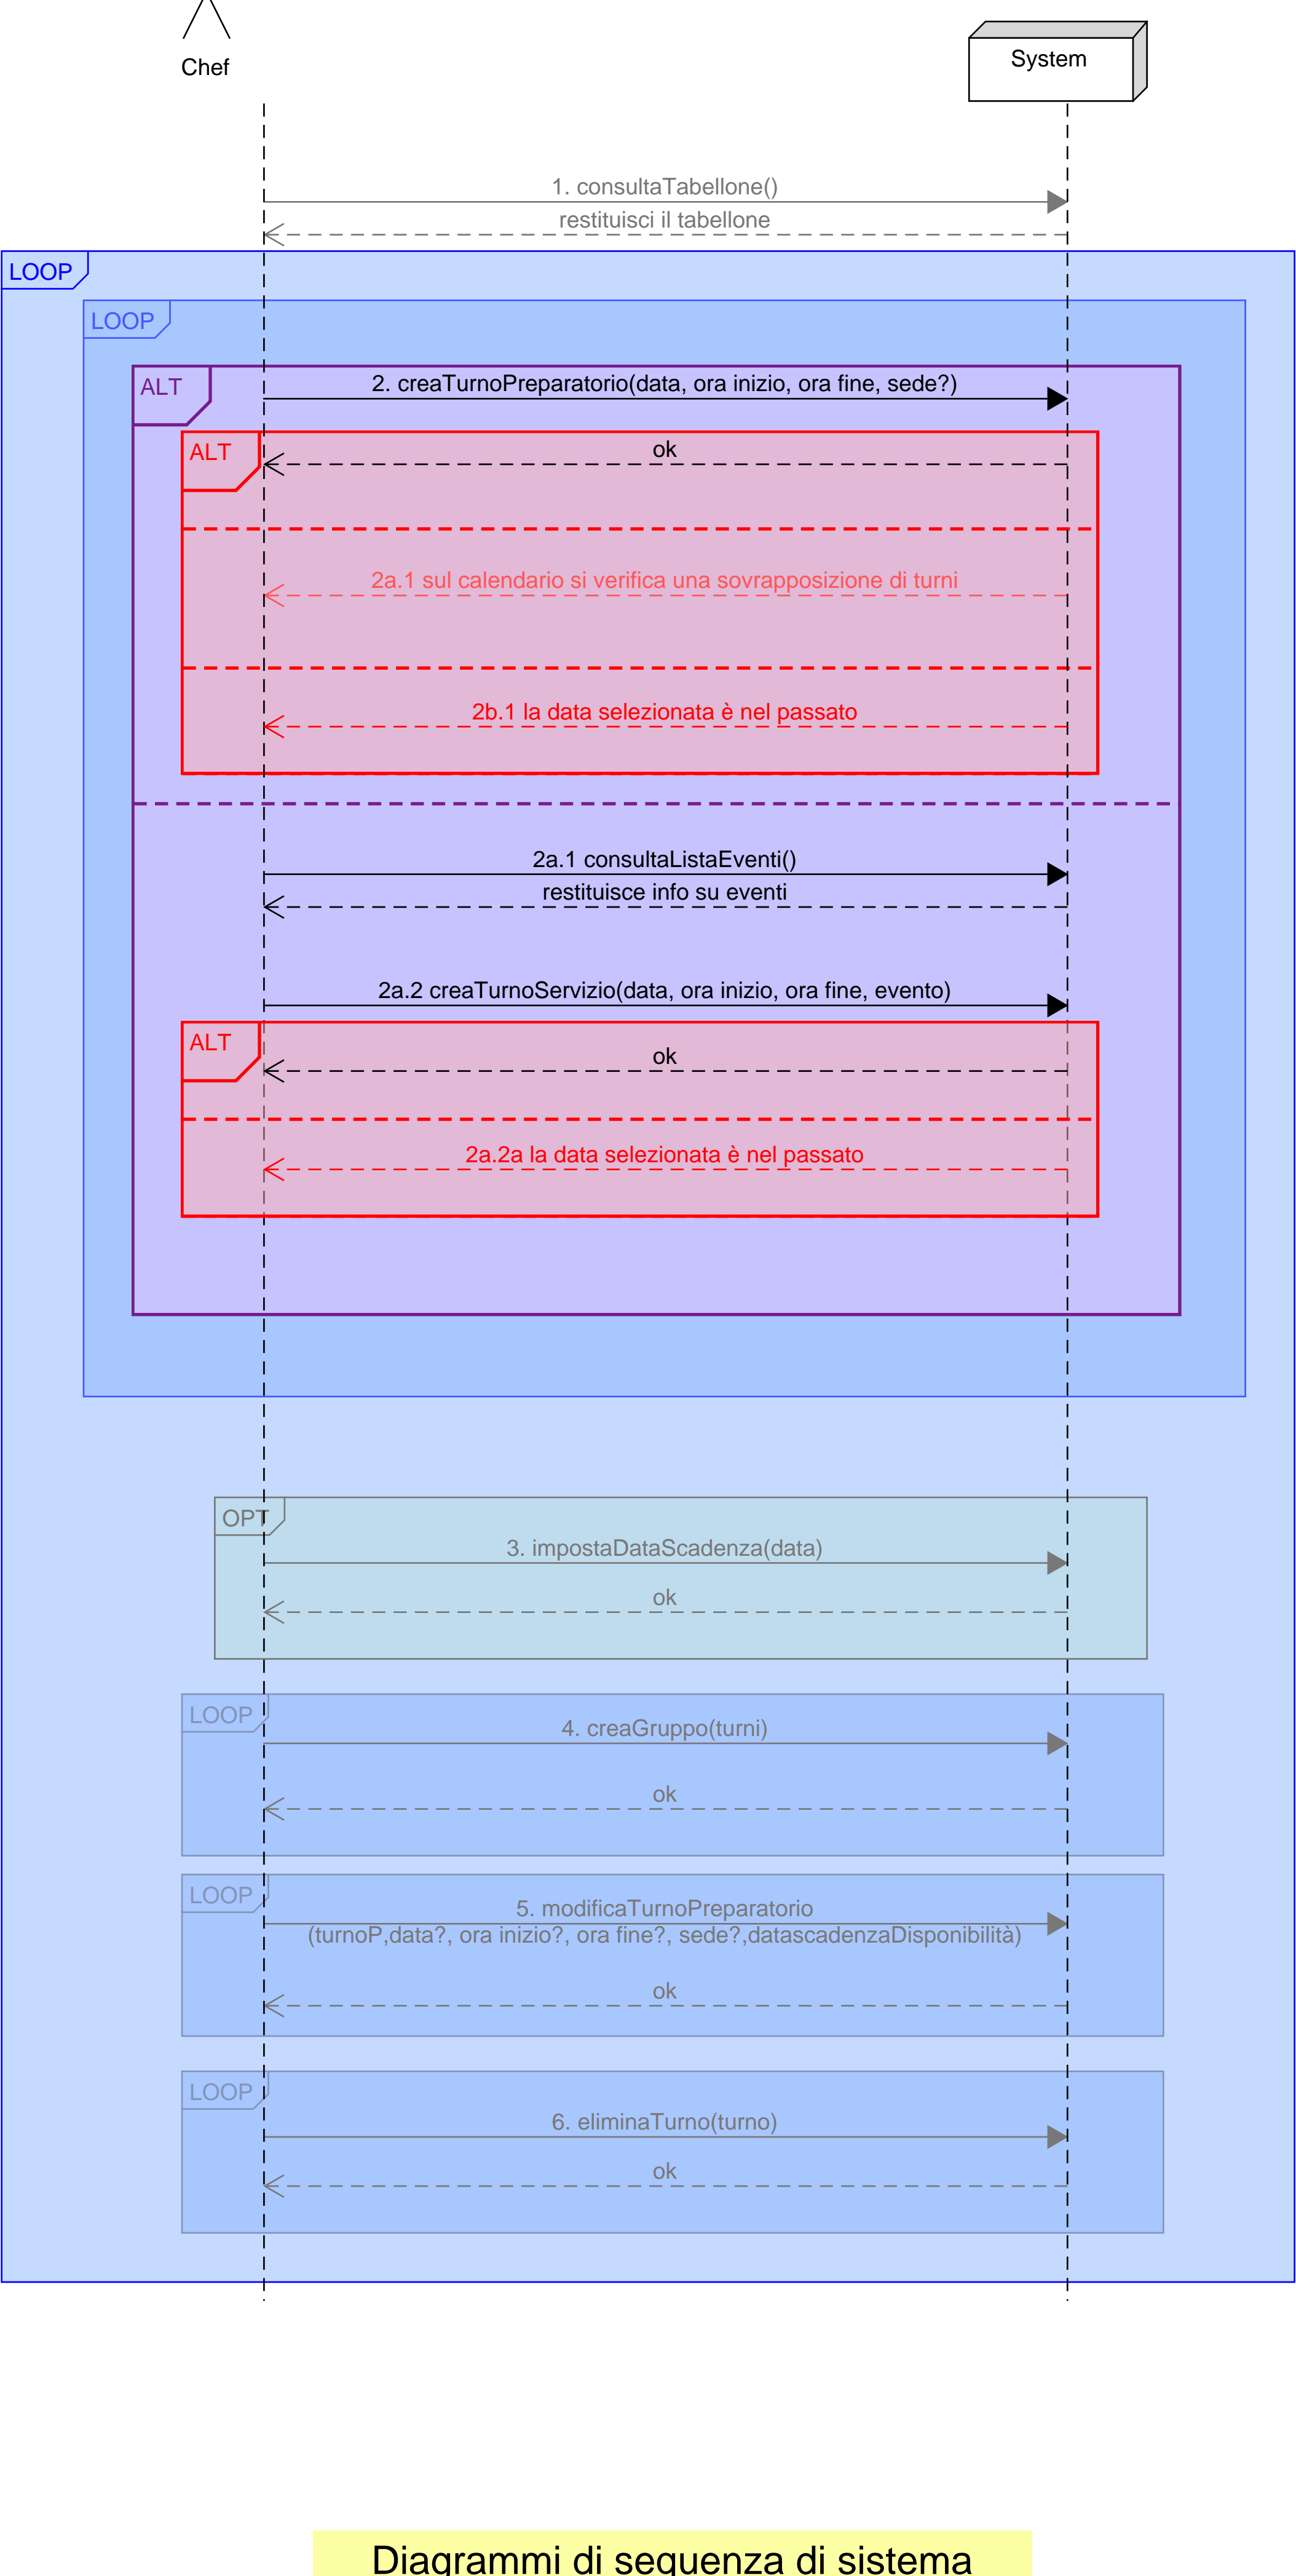 Chef
System
1. consultaTabellone()
restituisci il tabellone
LOOP
LOOP
ALT
2. creaTurnoPreparatorio(data, ora inizio, ora fine, sede?)
ALT
ok
2a.1 sul calendario si verifica una sovrapposizione di turni
2b.1 la data selezionata è nel passato
2a.1 consultaListaEventi()
restituisce info su eventi
2a.2 creaTurnoServizio(data, ora inizio, ora fine, evento)
ALT
ok
2a.2a la data selezionata è nel passato
OPT
3. impostaDataScadenza(data)
ok
LOOP
4. creaGruppo(turni)
ok
LOOP
5. modificaTurnoPreparatorio
(turnoP,data?, ora inizio?, ora fine?, sede?,datascadenzaDisponibilità)
ok
LOOP
6. eliminaTurno(turno)
ok
Diagrammi di sequenza di sistema